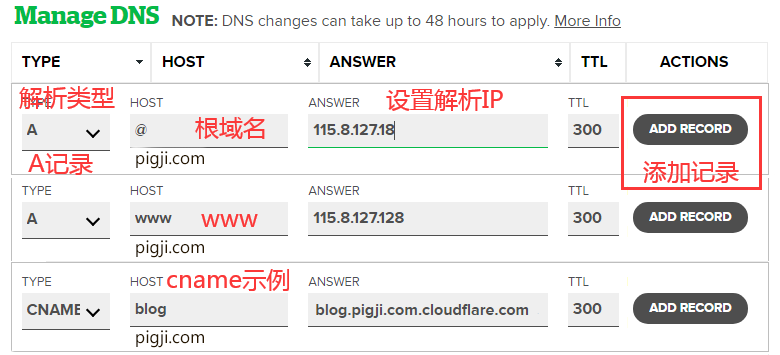 Manage DNS NOTE: DNS changes can take up to 48 hours to apply. More Info
TYPE HOST ANSWER TTL ACTIONS
解析类型 设置解析IP
TYPE HOST ANSWER TTL
A @ 根域名 115.8.127.18 300 ADD RECORD
A记录 pigji.com 添加记录
TYPE HOST ANSWER TTL
A www www 115.8.127.128 300 ADD RECORD
pigji.com
TYPE HOST cname示例 ANSWER TTL
CNAME blog blog.pigji.com.cloudflare.com 300 ADD RECORD
pigji.com